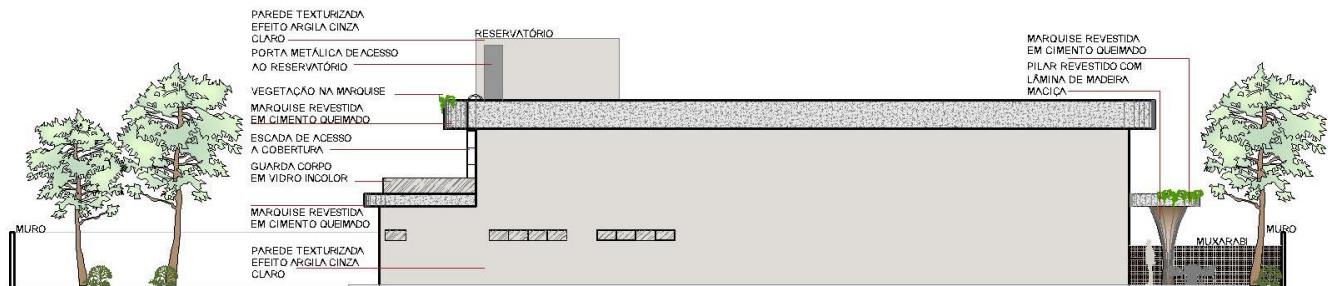 PAREDE TEXTURIZADA
EFEITO ARGILA CINZA
CLARO
RESERVATÓRIO
PORTA METÁLICA DE ACESSO
AO RESERVATÓRIO
VEGETAÇÃO NA MARQUISE
MARQUISE REVESTIDA
EM CIMENTO QUEIMADO
ESCADA DE ACESSO
A COBERTURA
GUARDA CORPO
EM VIDRO INCOLOR
MARQUISE REVESTIDA
EM CIMENTO QUEIMADO
PAREDE TEXTURIZADA
EFEITO ARGILA CINZA
CLARO
MURO
MARQUISE REVESTIDA
EM CIMENTO QUEIMADO
PILAR REVESTIDO COM
LÂMINA DE MADEIRA
MACIÇA
MUXARABI
MURO